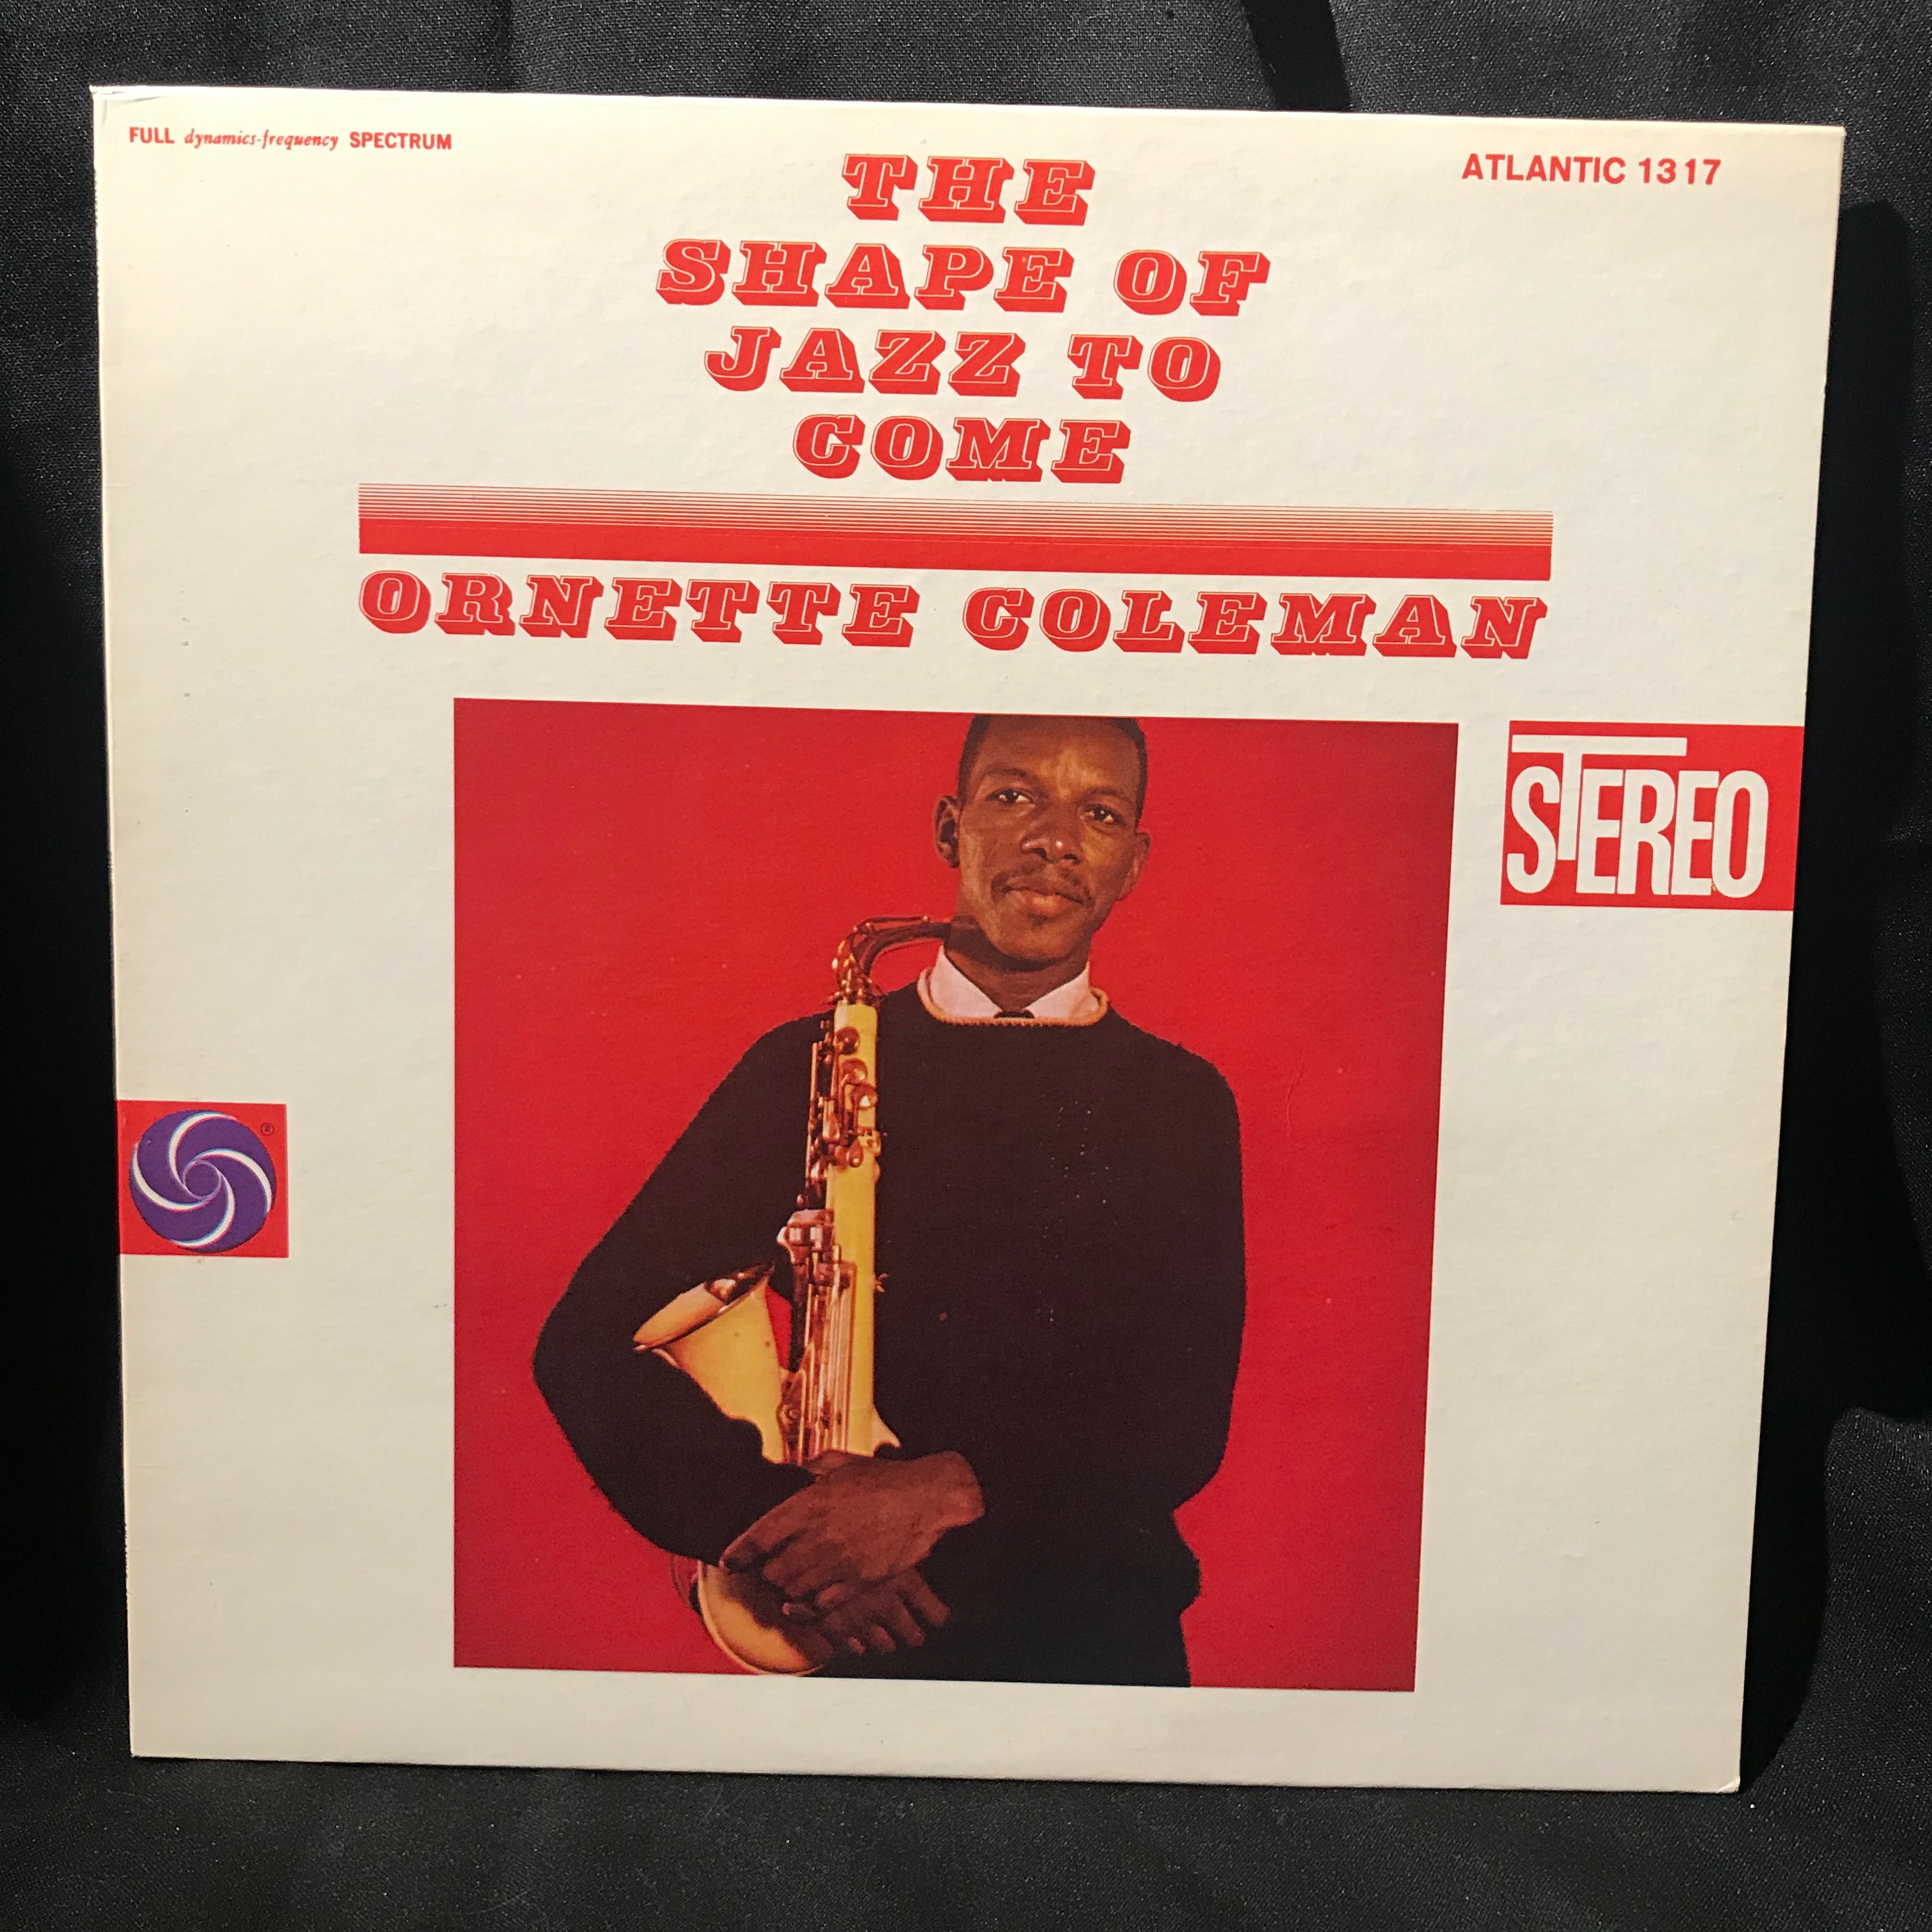 FULL dynamics-frequency SPECTRUM
ATLANTIC 1317
THE
SHAPE OF
JAZZ TO
COME
ORNETTE COLEMAN
STEREO
®